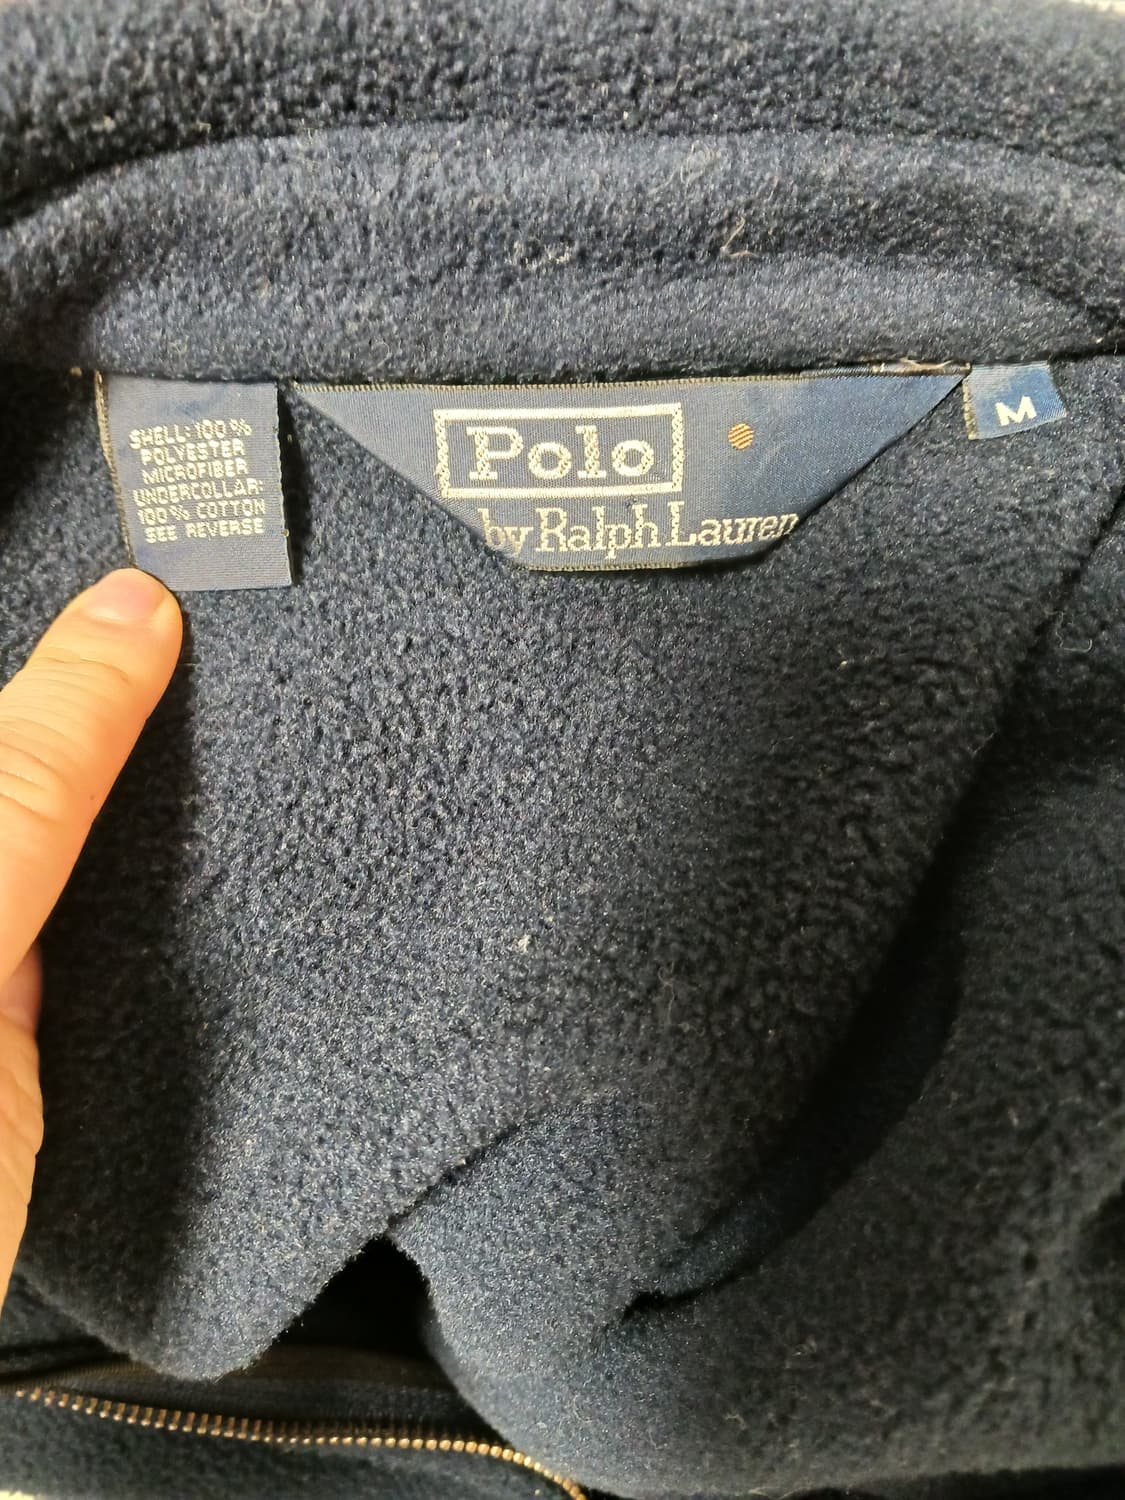 SHELL: 100%
POLYESTER
MICROFIBER
UNDERCOLLAR:
100% COTTON
SEE REVERSE
Polo
by Ralph Lauren
M